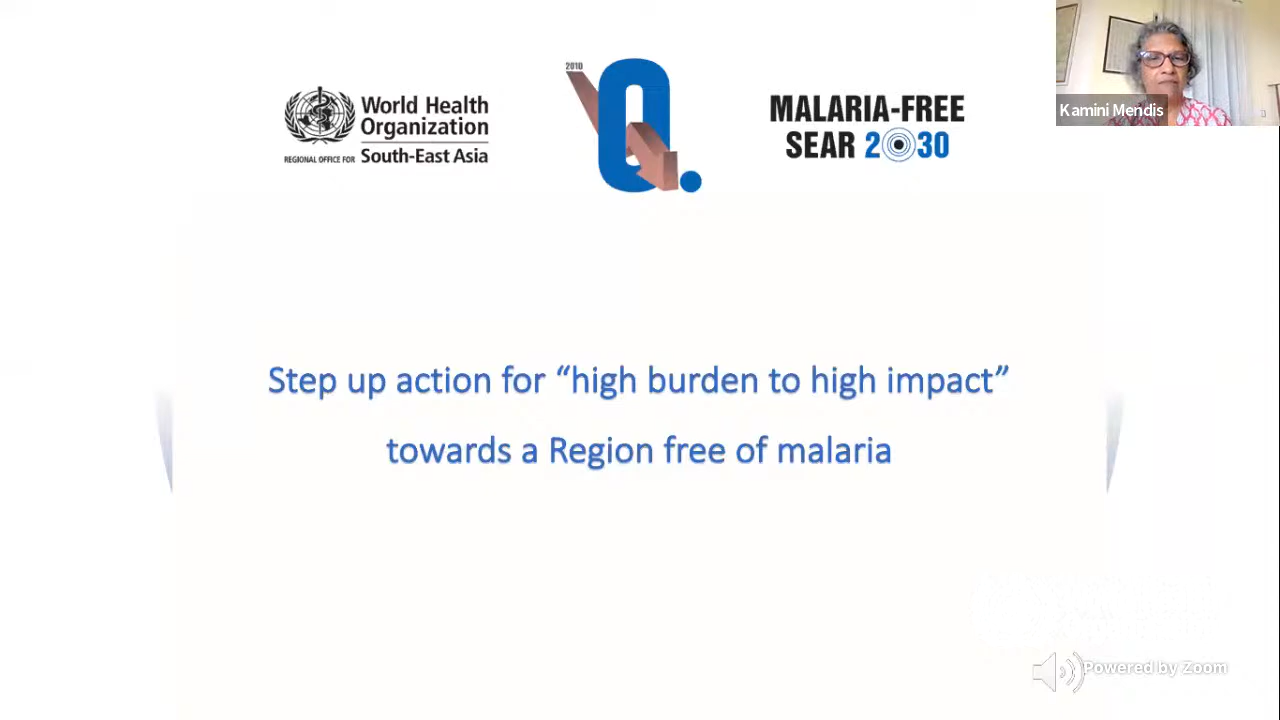 World Health
Organization
REGIONAL OFFICE FOR South-East Asia
2010
0.
MALARIA-FREE
SEAR 2030
Kamini Mendis
Step up action for “high burden to high impact”
towards a Region free of malaria
Powered by Zoom